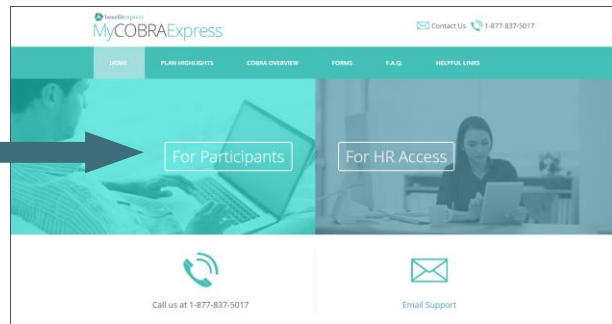 benefitexpress
MyCOBRAExpress
Contact Us 1-877-837-5017
HOME PLAN HIGHLIGHTS COBRA OVERVIEW FORMS F.A.Q. HELPFUL LINKS
For Participants
For HR Access
Call us at 1-877-837-5017
Email Support